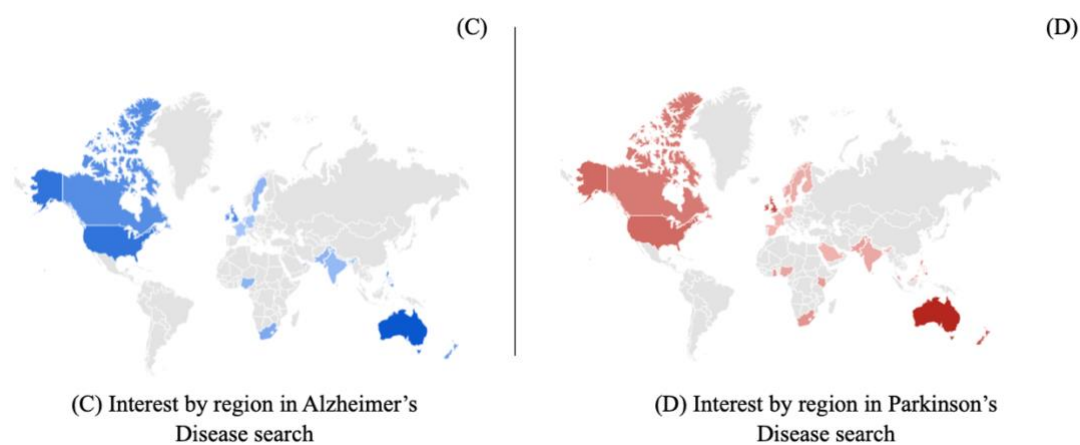 (C)
(D)
(C) Interest by region in Alzheimer’s
Disease search
(D) Interest by region in Parkinson’s
Disease search